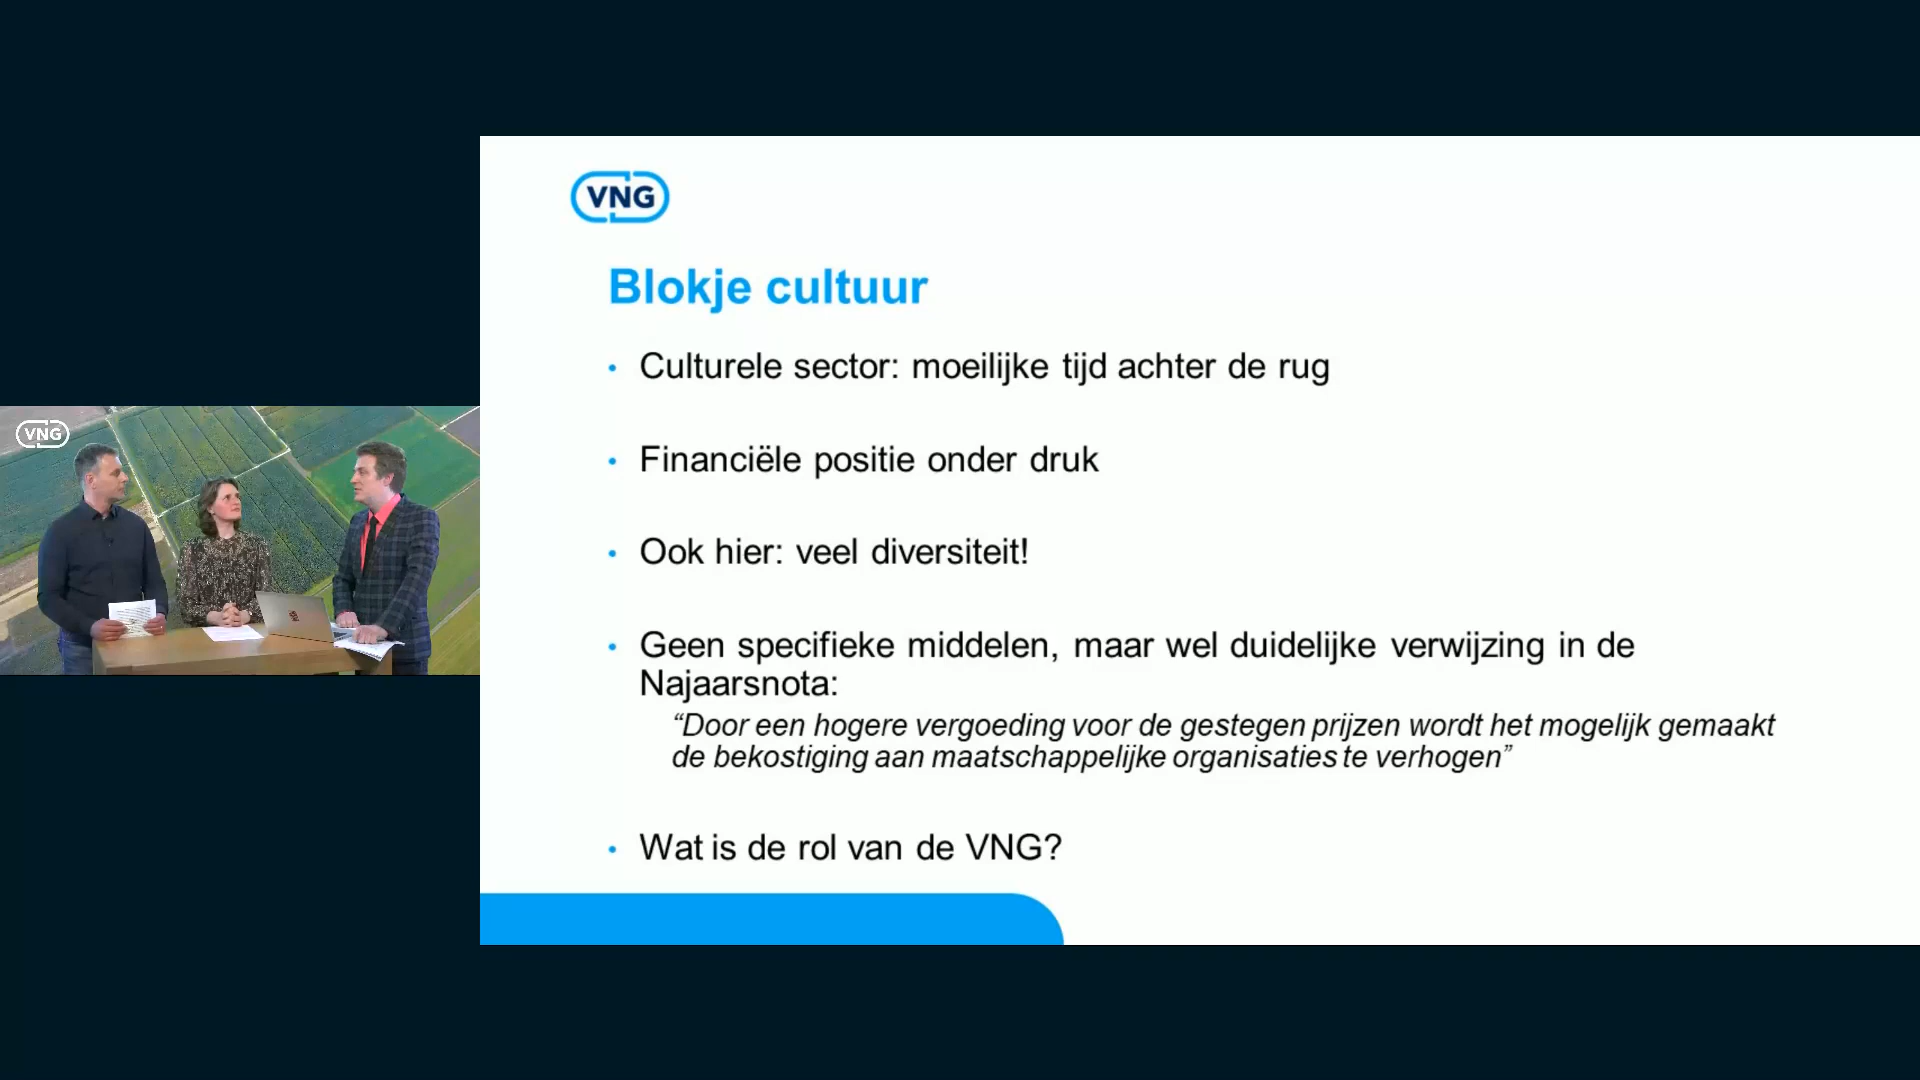 VNG
Blokje cultuur
• Culturele sector: moeilijke tijd achter de rug
• Financiële positie onder druk
• Ook hier: veel diversiteit!
• Geen specifieke middelen, maar wel duidelijke verwijzing in de
Najaarsnota:
“Door een hogere vergoeding voor de gestegen prijzen wordt het mogelijk gemaakt
de bekostiging aan maatschappelijke organisaties te verhogen”
• Wat is de rol van de VNG?
VNG